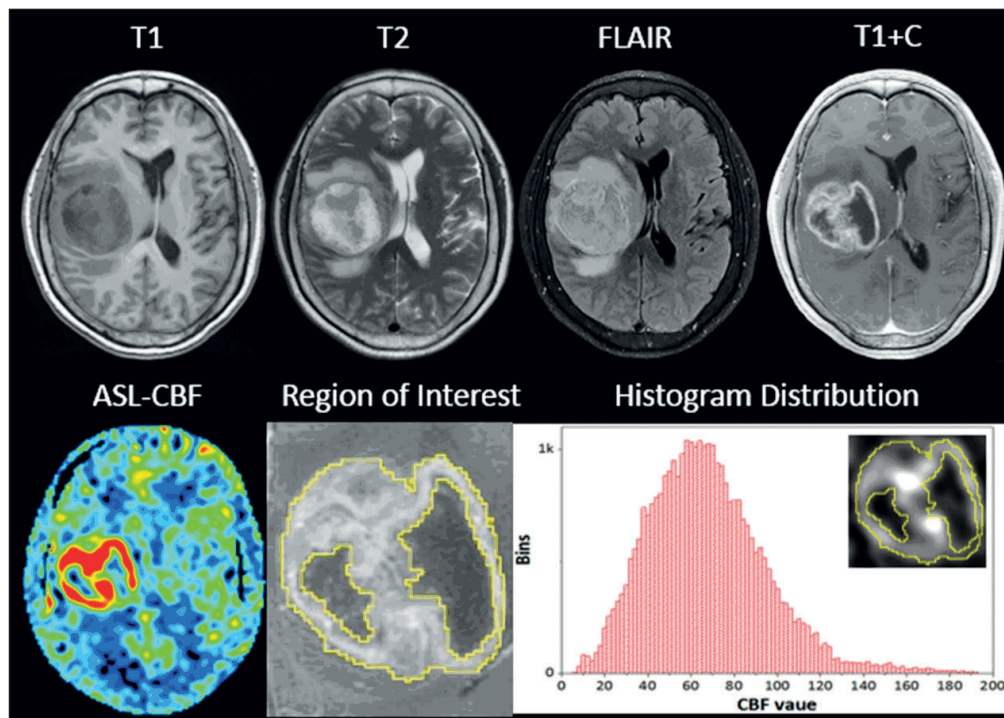 T1
T2
FLAIR
T1+C
ASL-CBF
Region of Interest
Histogram Distribution
1k
Bins
0
0
20
40
60
80
100
120
140
160
180
200
CBF vaue